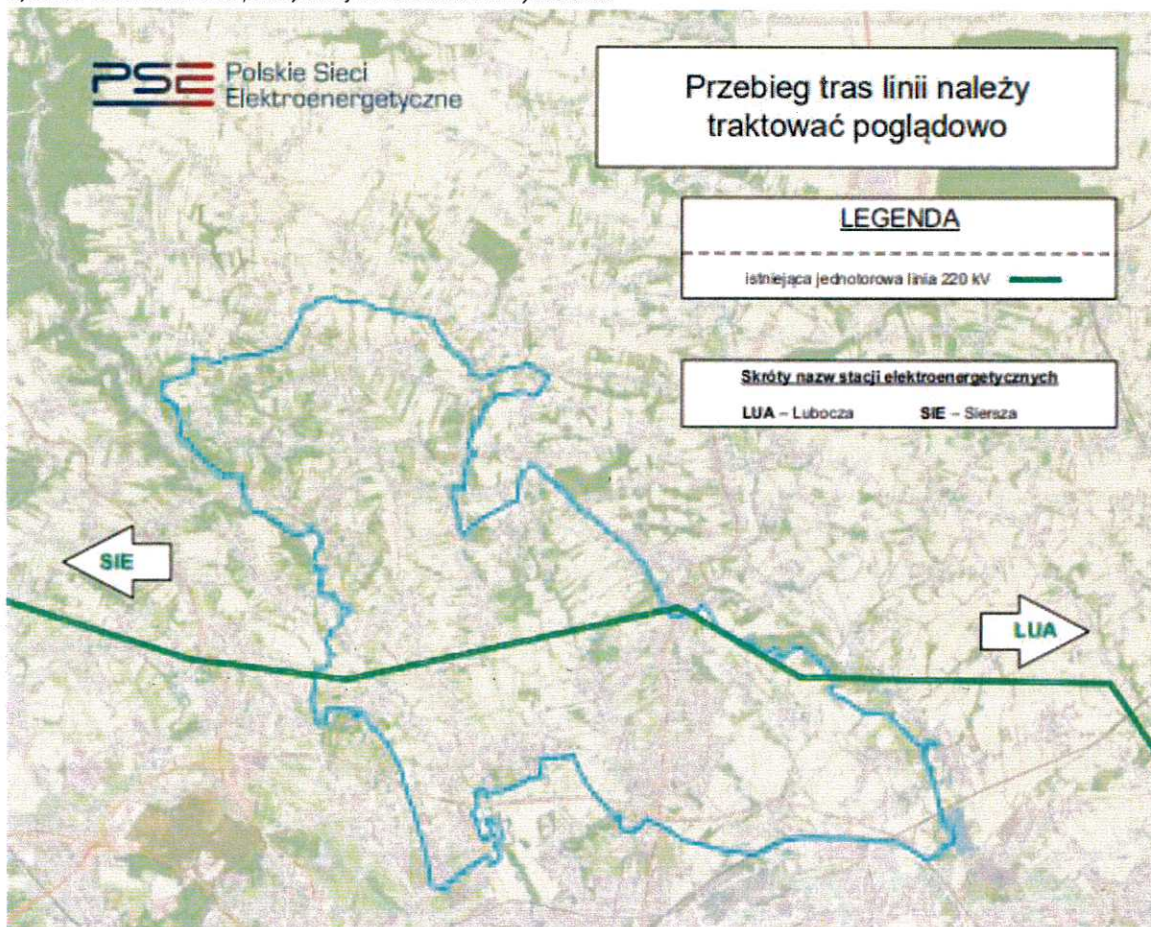 PSE Polskie Sieci
Elektroenergetyczne
Przebieg tras linii należy
traktować poglądowo
LEGENDA
istniejąca jednotorowa linia 220 kV
Skróty nazw stacji elektroenergetycznych
LUA – Lubocza SIE – Siersza
SIE
LUA